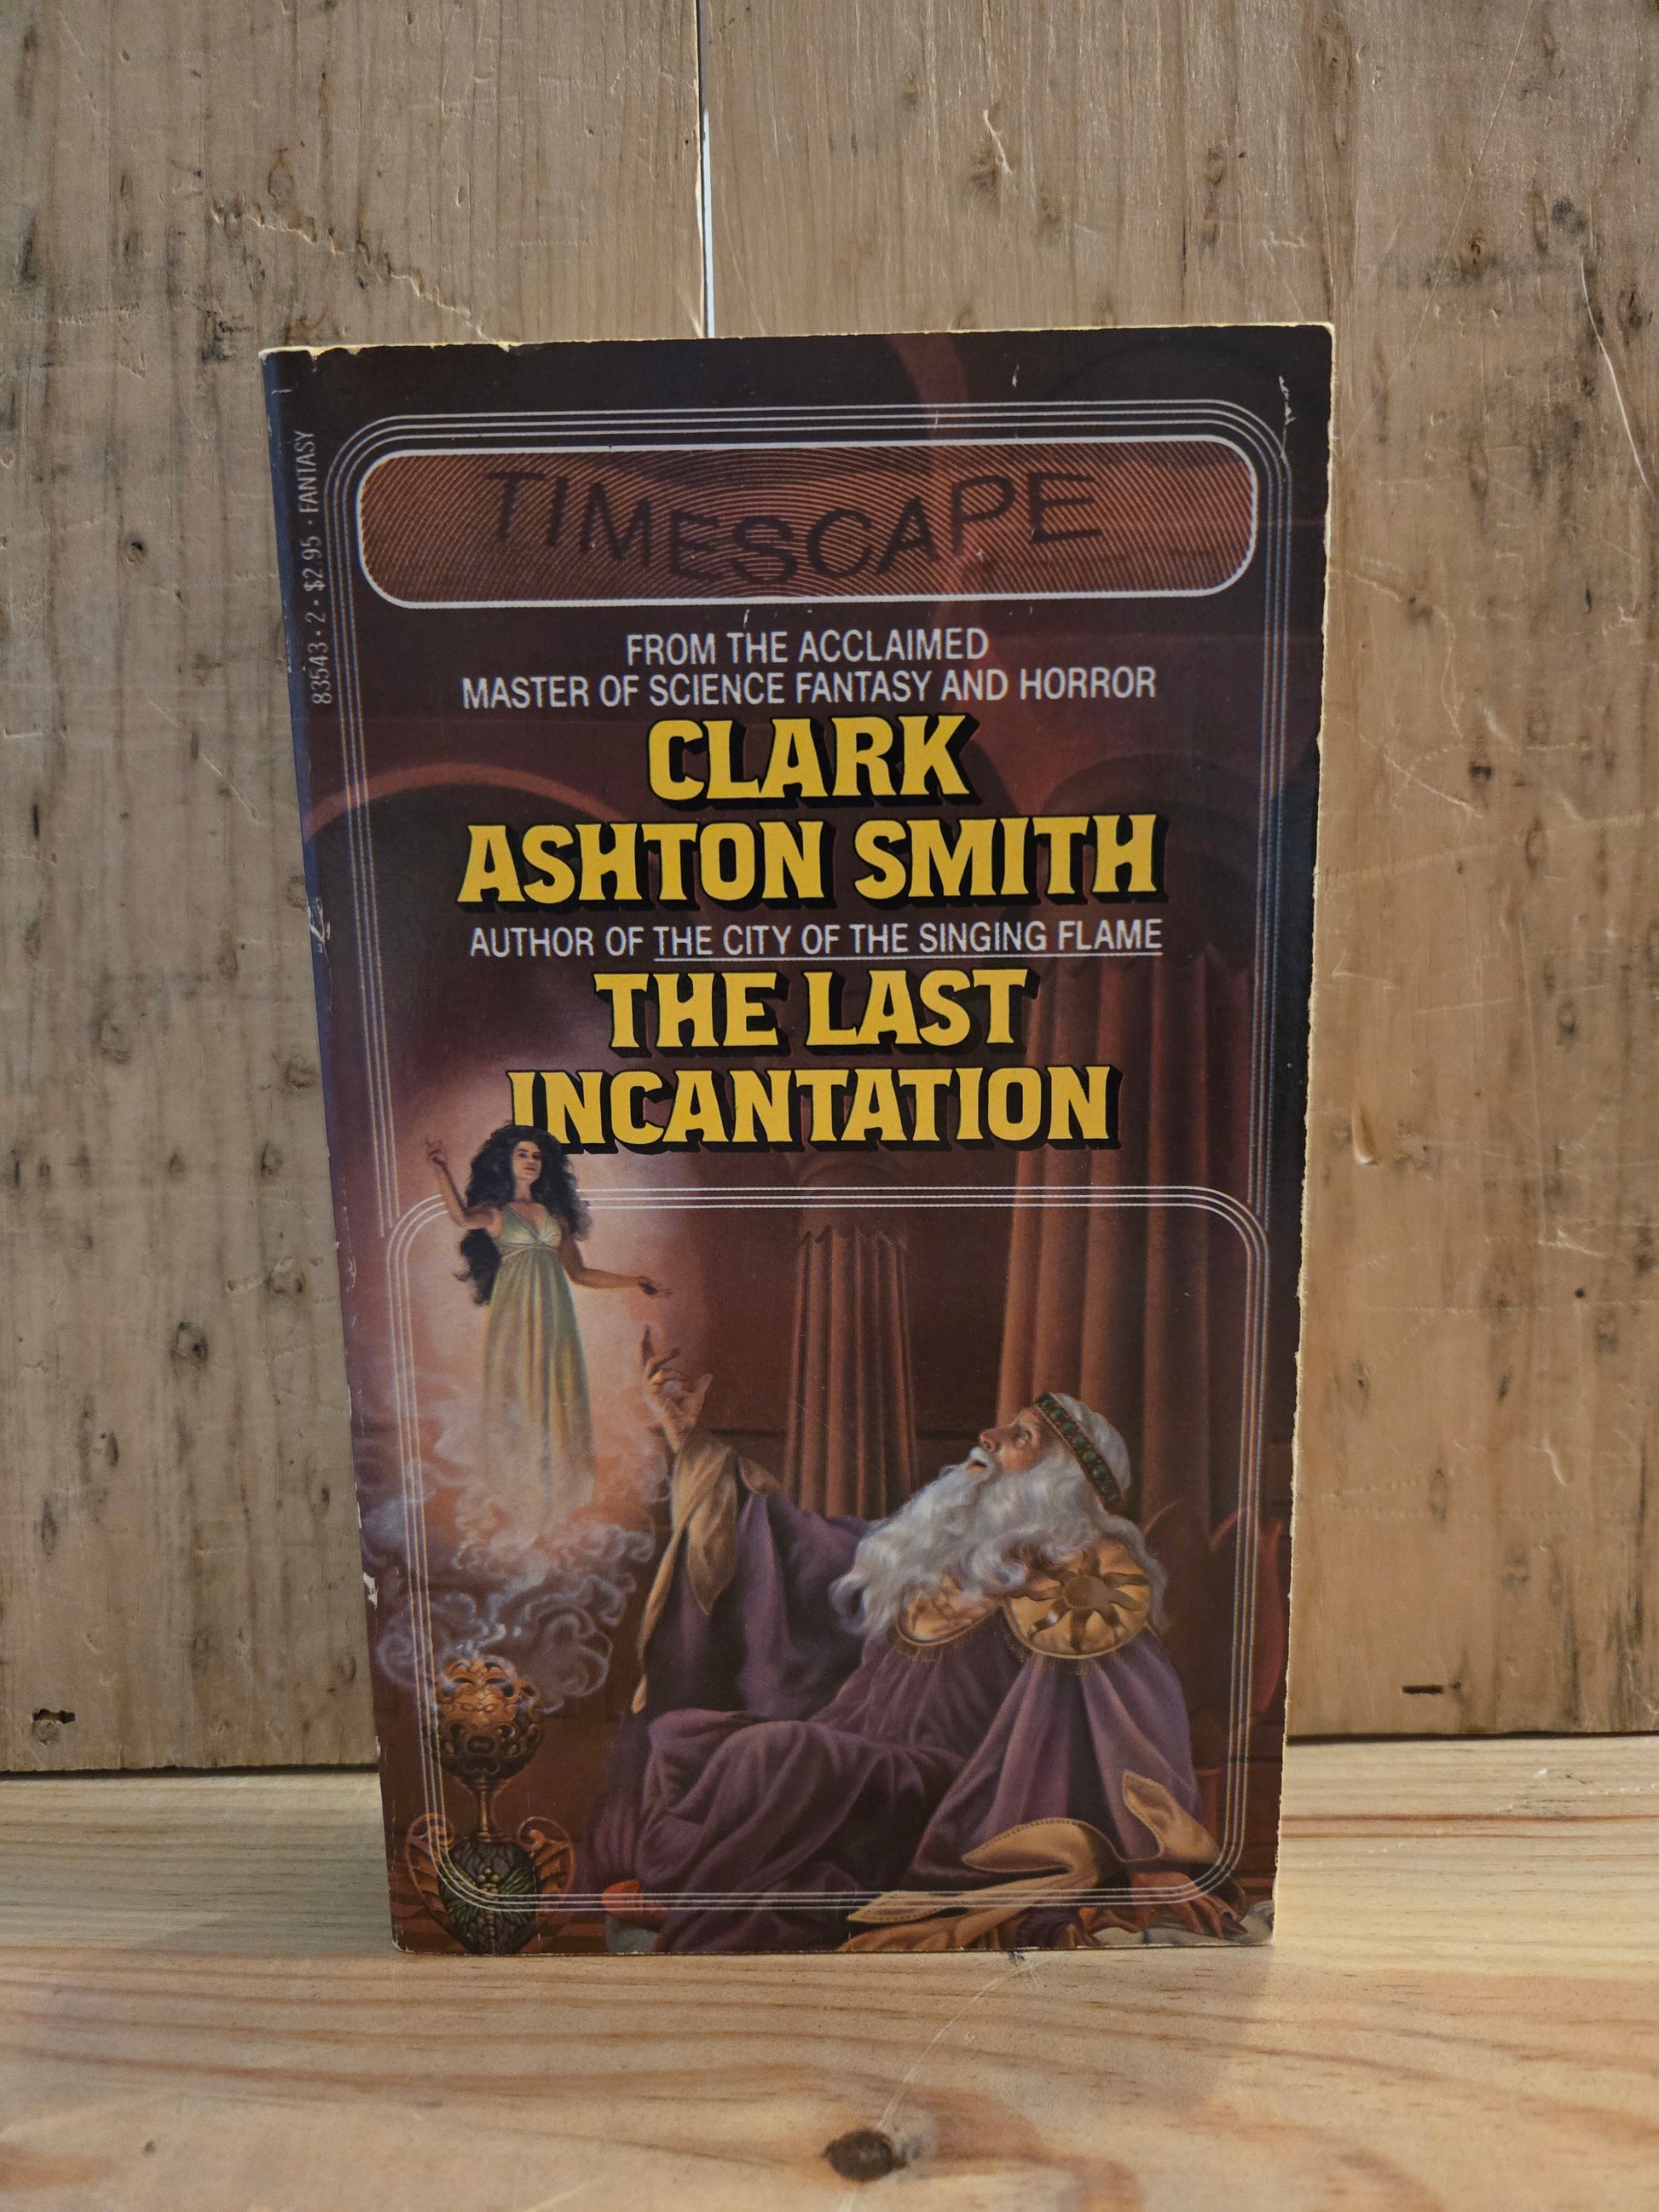 83543·2·$2.95·FANTASY
TIMESCAPE
FROM THE ACCLAIMED
MASTER OF SCIENCE FANTASY AND HORROR
CLARK
ASHTON SMITH
AUTHOR OF THE CITY OF THE SINGING FLAME
THE LAST
INCANTATION